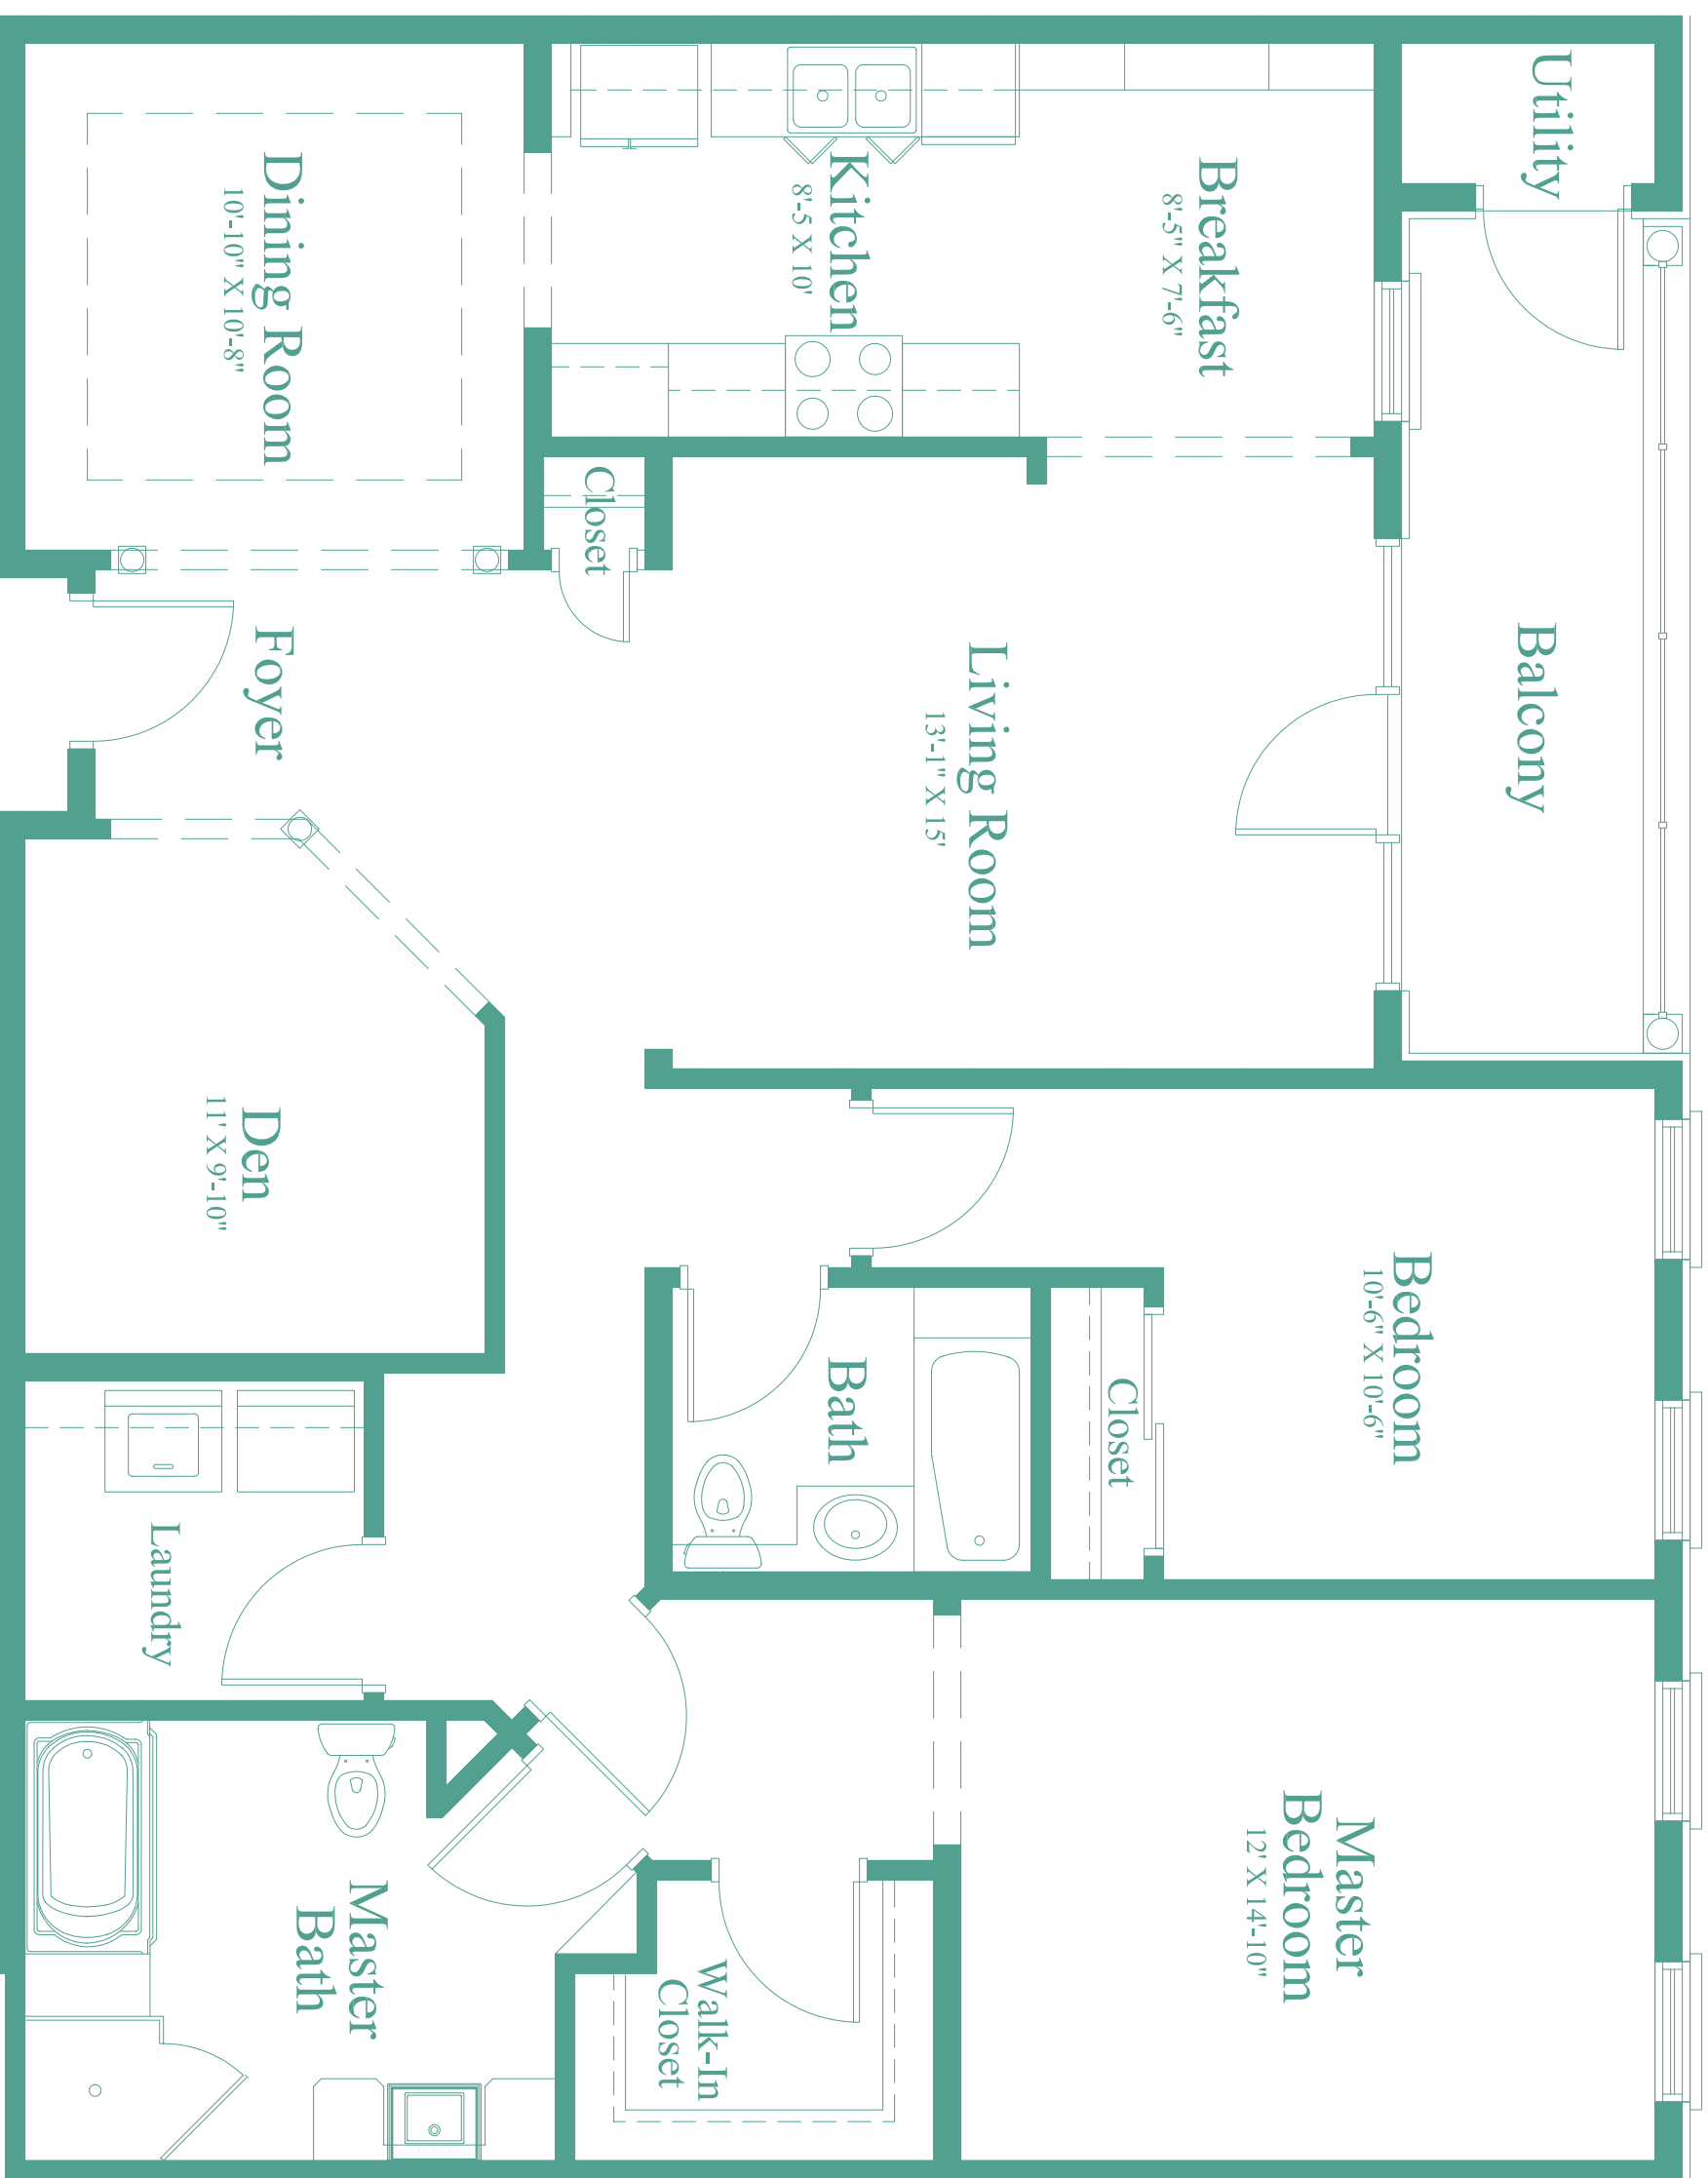 Utility
Breakfast
8'-5" X 7'-6"
Kitchen
8'-5 X 10'
Dining Room
10'-10" X 10'-8"
Closet
Balcony
Living Room
13'-1" X 15'
Foyer
Den
11' X 9'-10"
Bedroom
10'-6" X 10'-6"
Closet
Bath
Laundry
Master
Bedroom
12' X 14'-10"
Walk-In
Closet
Master
Bath